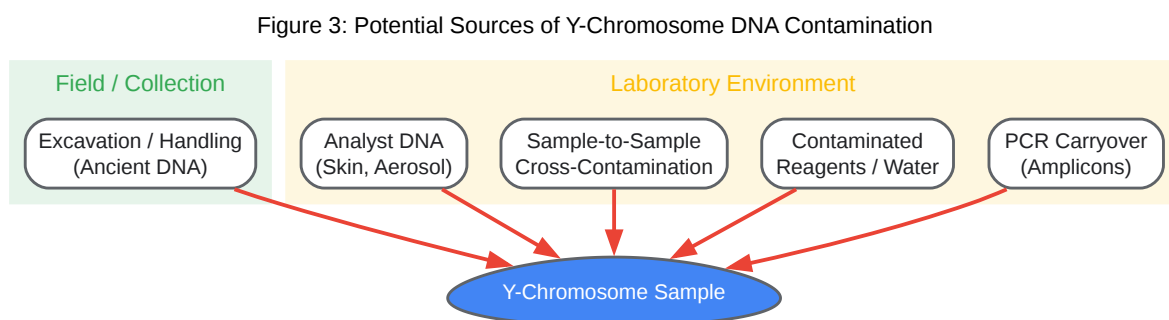 Figure 3: Potential Sources of Y-Chromosome DNA Contamination
Field / Collection
Excavation / Handling
(Ancient DNA)
Laboratory Environment
Analyst DNA
(Skin, Aerosol)
Sample-to-Sample
Cross-Contamination
Contaminated
Reagents / Water
PCR Carryover
(Amplicons)
Y-Chromosome Sample